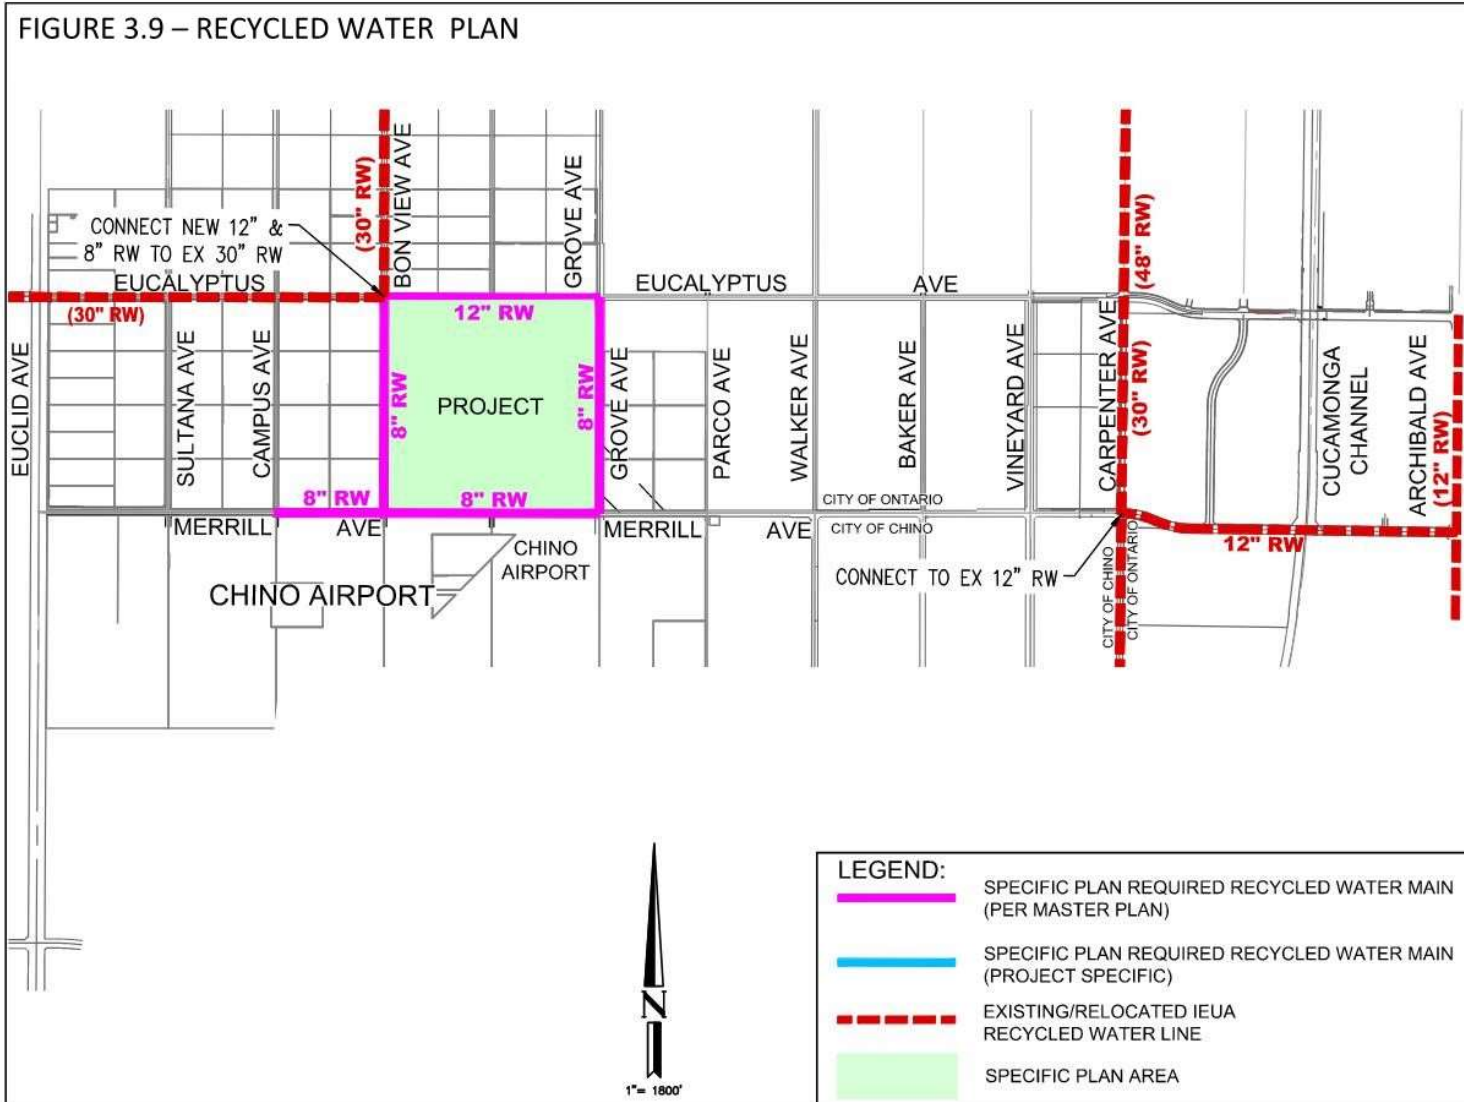 FIGURE 3.9 – RECYCLED WATER PLAN
CONNECT NEW 12" &
8" RW TO EX 30" RW
(30" RW)
BON VIEW AVE
GROVE AVE
(48" RW)
EUCALYPTUS
EUCALYPTUS
AVE
(30" RW)
12" RW
EUCLID AVE
SULTANA AVE
CAMPUS AVE
8" RW
PROJECT
8" RW
GROVE AVE
PARCO AVE
WALKER AVE
BAKER AVE
VINEYARD AVE
CARPENTER AVE
(30" RW)
CUCAMONGA
CHANNEL
ARCHIBALD AVE
(12" RW)
8" RW
8" RW
CITY OF ONTARIO
MERRILL
AVE
MERRILL
AVE
CITY OF CHINO
12" RW
CHINO
AIRPORT
CHINO AIRPORT
CONNECT TO EX 12" RW
CITY OF CHINO
CITY OF ONTARIO
N
1"= 1800'
LEGEND:
SPECIFIC PLAN REQUIRED RECYCLED WATER MAIN
(PER MASTER PLAN)
SPECIFIC PLAN REQUIRED RECYCLED WATER MAIN
(PROJECT SPECIFIC)
EXISTING/RELOCATED IEUA
RECYCLED WATER LINE
SPECIFIC PLAN AREA